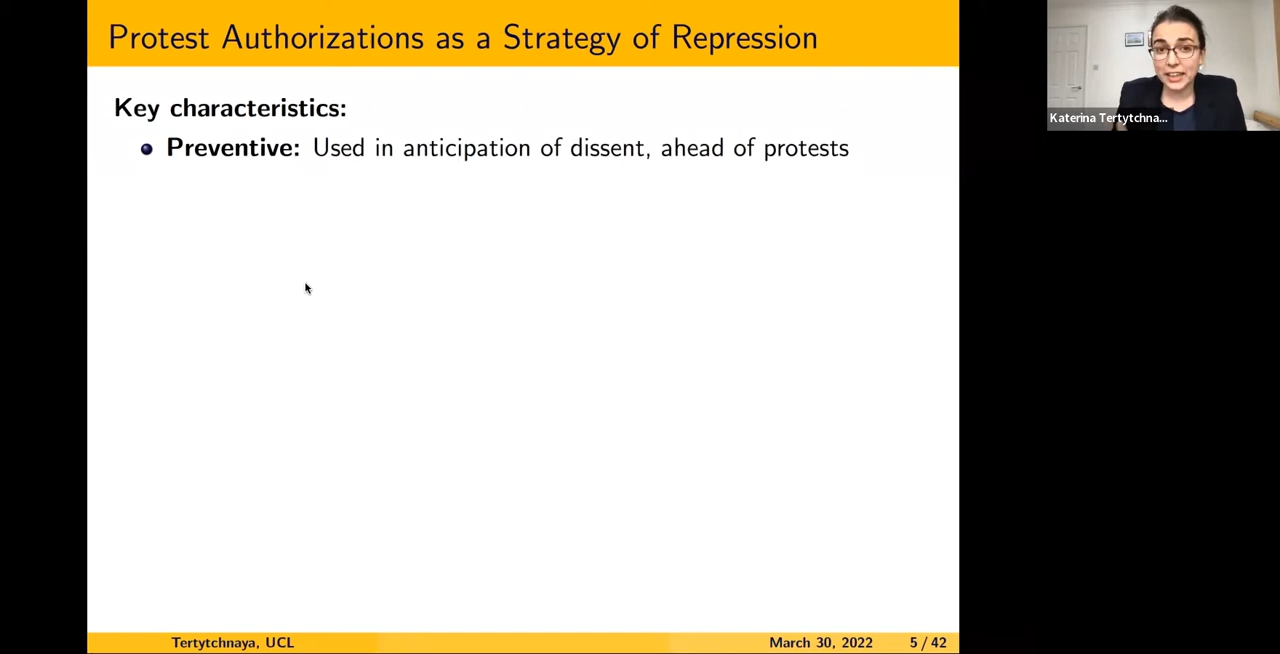 Protest Authorizations as a Strategy of Repression
Key characteristics:
Preventive: Used in anticipation of dissent, ahead of protests
Katerina Tertytchna...
Tertytchnaya, UCL
March 30, 2022
5 / 42